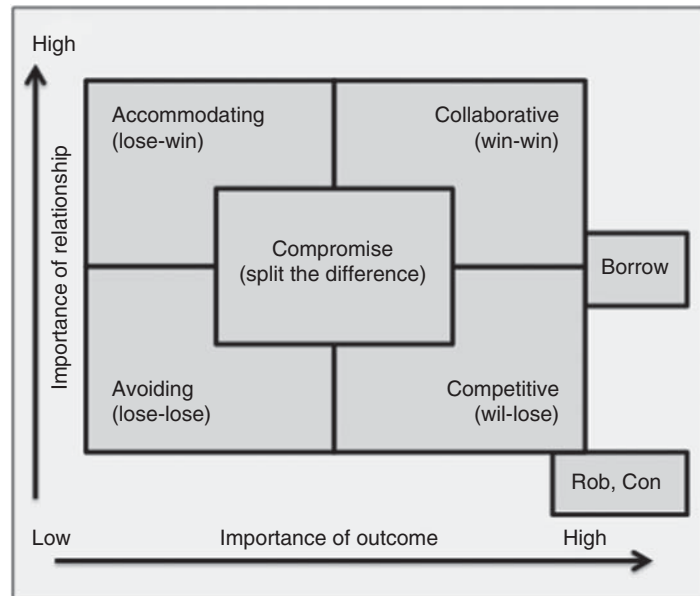 High
Accommodating
(lose-win)
Collaborative
(win-win)
Importance of relationship
Compromise
(split the difference)
Borrow
Avoiding
(lose-lose)
Competitive
(wil-lose)
Rob, Con
Low
Importance of outcome
High